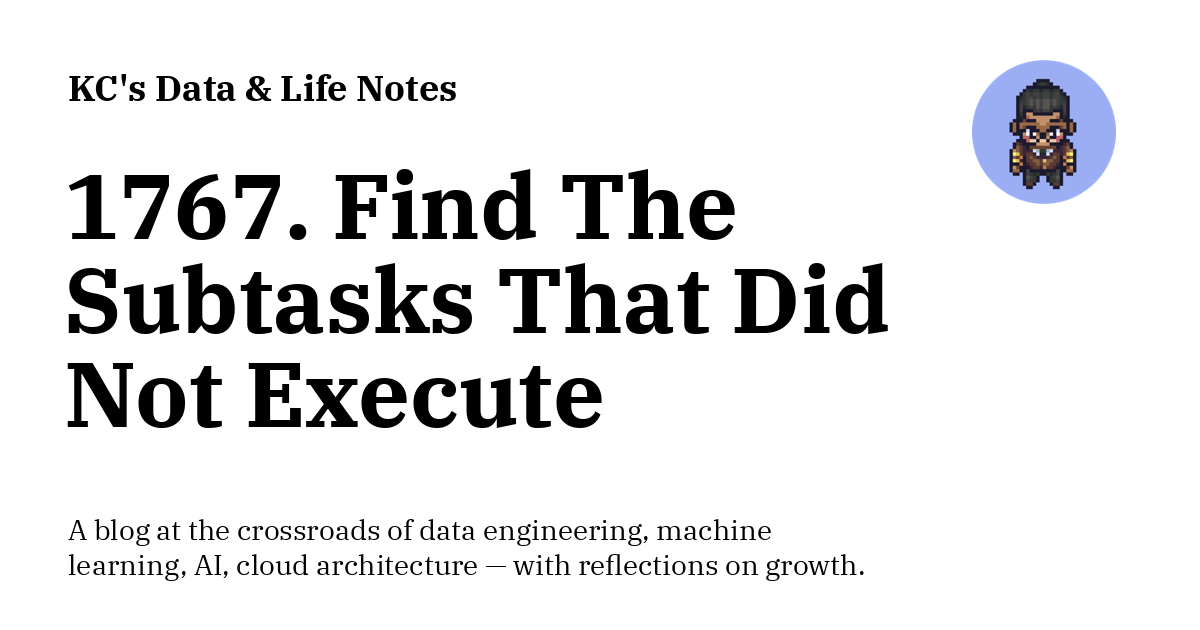 KC's Data & Life Notes
1767. Find The
Subtasks That Did
Not Execute
A blog at the crossroads of data engineering, machine
learning, AI, cloud architecture — with reflections on growth.